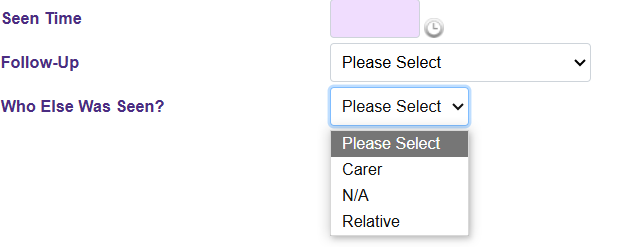 Seen Time
Follow-Up Please Select
Who Else Was Seen? Please Select
Please Select
Carer
N/A
Relative